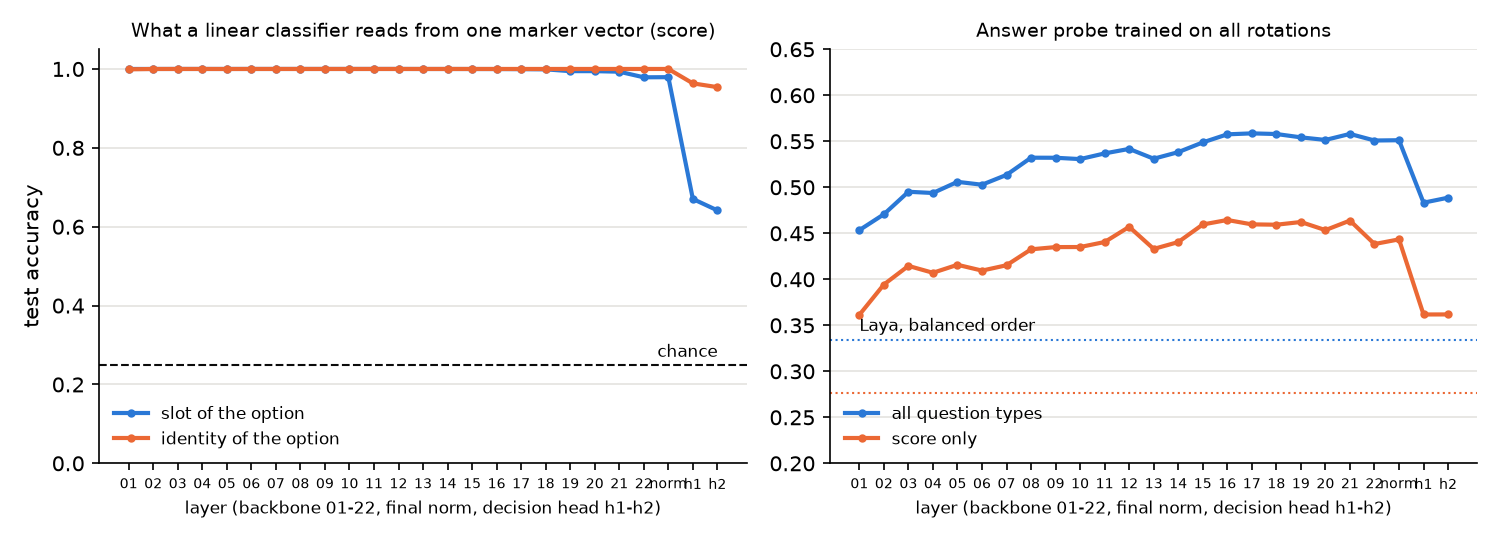 What a linear classifier reads from one marker vector (score)
test accuracy
1.0
0.8
0.6
0.4
0.2
0.0
chance
slot of the option
identity of the option
01 02 03 04 05 06 07 08 09 10 11 12 13 14 15 16 17 18 19 20 21 22 norm h1 h2
layer (backbone 01-22, final norm, decision head h1-h2)
Answer probe trained on all rotations
0.65
0.60
0.55
0.50
0.45
0.40
0.35
0.30
0.25
0.20
Laya, balanced order
all question types
score only
01 02 03 04 05 06 07 08 09 10 11 12 13 14 15 16 17 18 19 20 21 22 norm h1 h2
layer (backbone 01-22, final norm, decision head h1-h2)